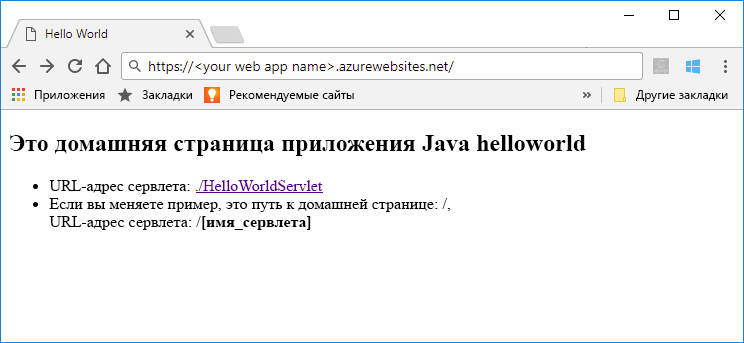 Hello World
https://<your web app name>.azurewebsites.net/
Приложения Закладки Рекомендуемые сайты » Другие закладки
Это домашняя страница приложения Java helloworld
• URL-адрес сервлета: ./HelloWorldServlet
• Если вы меняете пример, это путь к домашней странице: /,
URL-адрес сервлета: /[имя_сервлета]